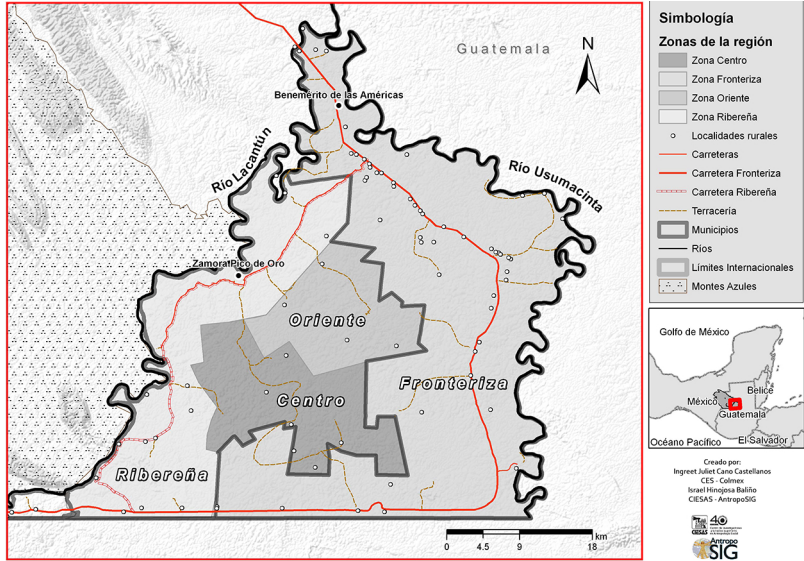 Guatemala
N
Benemérito de las Américas
Río Lacantún
Río Usumacinta
Zamora Pico de Oro
Oriente
Centro
Fronteriza
Ribereña
km
0 4.5 9 18
Simbología
Zonas de la región
Zona Centro
Zona Fronteriza
Zona Oriente
Zona Ribereña
Localidades rurales
Carreteras
Carretera Fronteriza
Carretera Ribereña
Terracería
Municipios
Ríos
Límites Internacionales
Montes Azules
Golfo de México
Belice
México
Guatemala
Océano Pacífico
El Salvador
Creado por:
Ingreet Juliet Cano Castellanos
CES - Colmex
Israel Hinojosa Baliño
CIESAS - AntropoSIG
CIESAS
40
Antropo
SIG